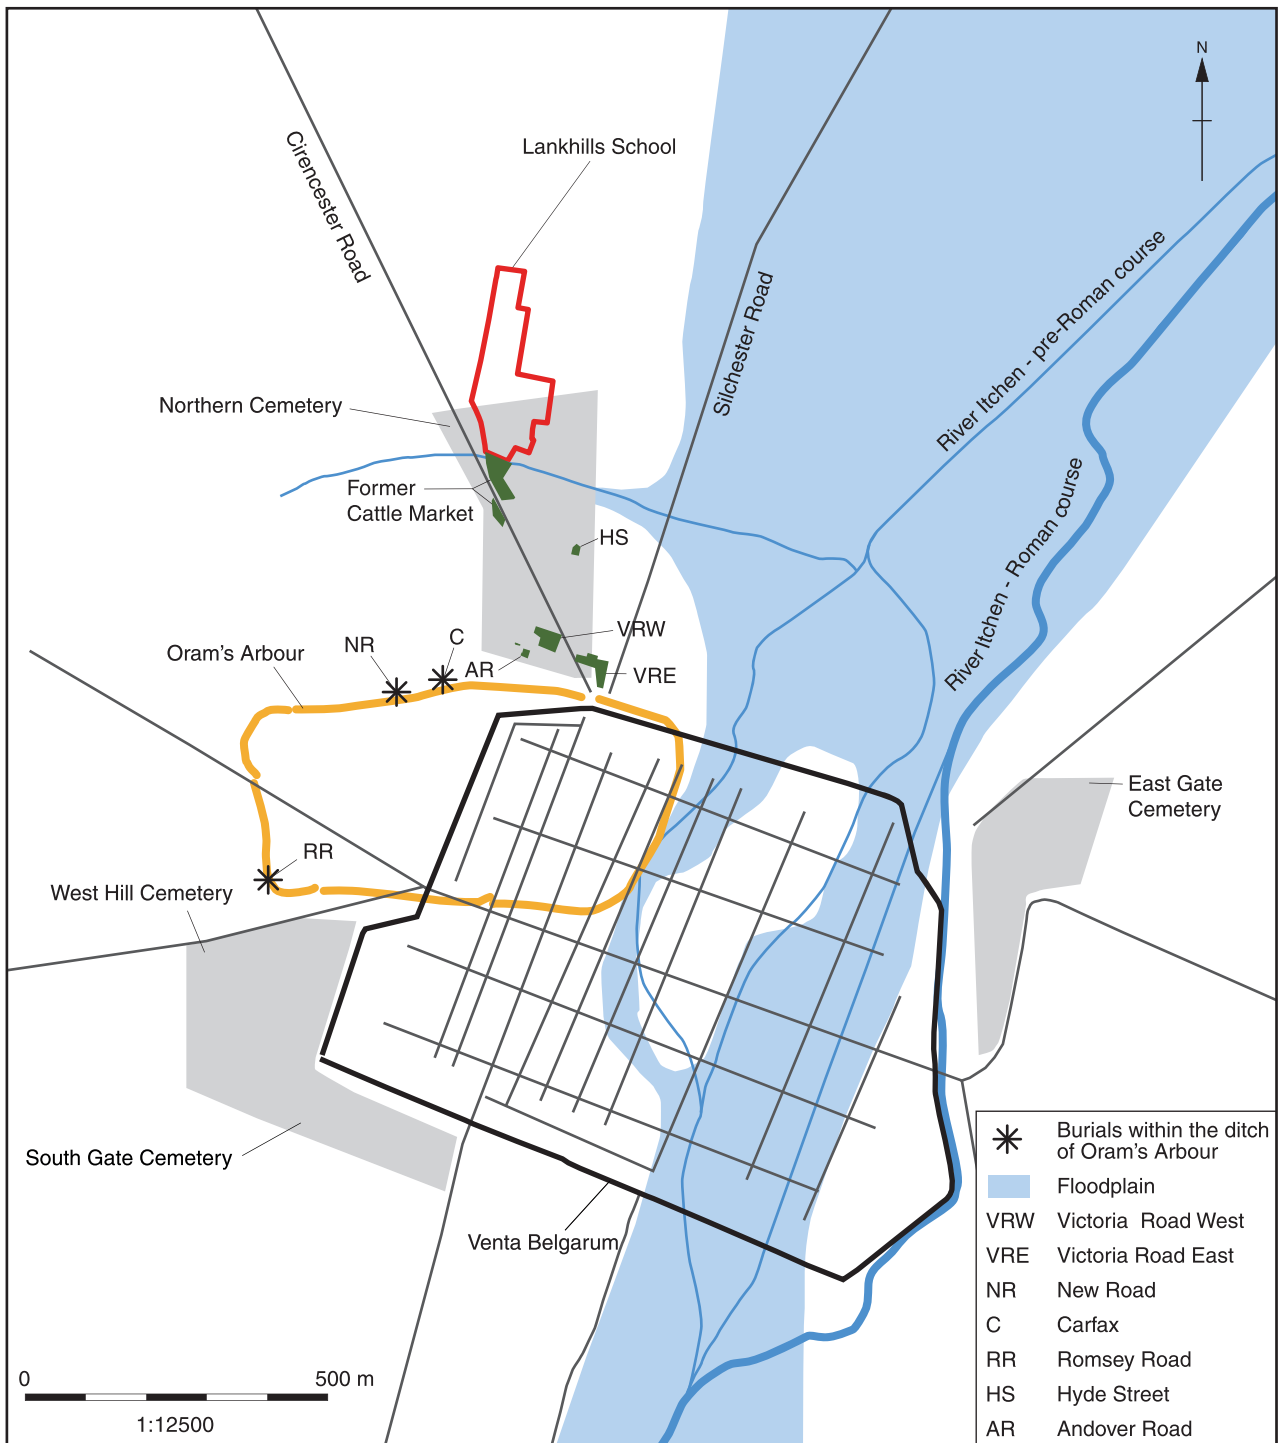 N
Lankhills School
Cirencester Road
Silchester Road
River Itchen - pre-Roman course
River Itchen - Roman course
Northern Cemetery
Former
Cattle Market
HS
VRW
C
NR
Oram's Arbour
AR
VRE
East Gate
Cemetery
RR
West Hill Cemetery
South Gate Cemetery
Venta Belgarum
Burials within the ditch
of Oram's Arbour
Floodplain
VRW Victoria Road West
VRE Victoria Road East
NR New Road
C Carfax
RR Romsey Road
HS Hyde Street
AR Andover Road
0 500 m
1:12500